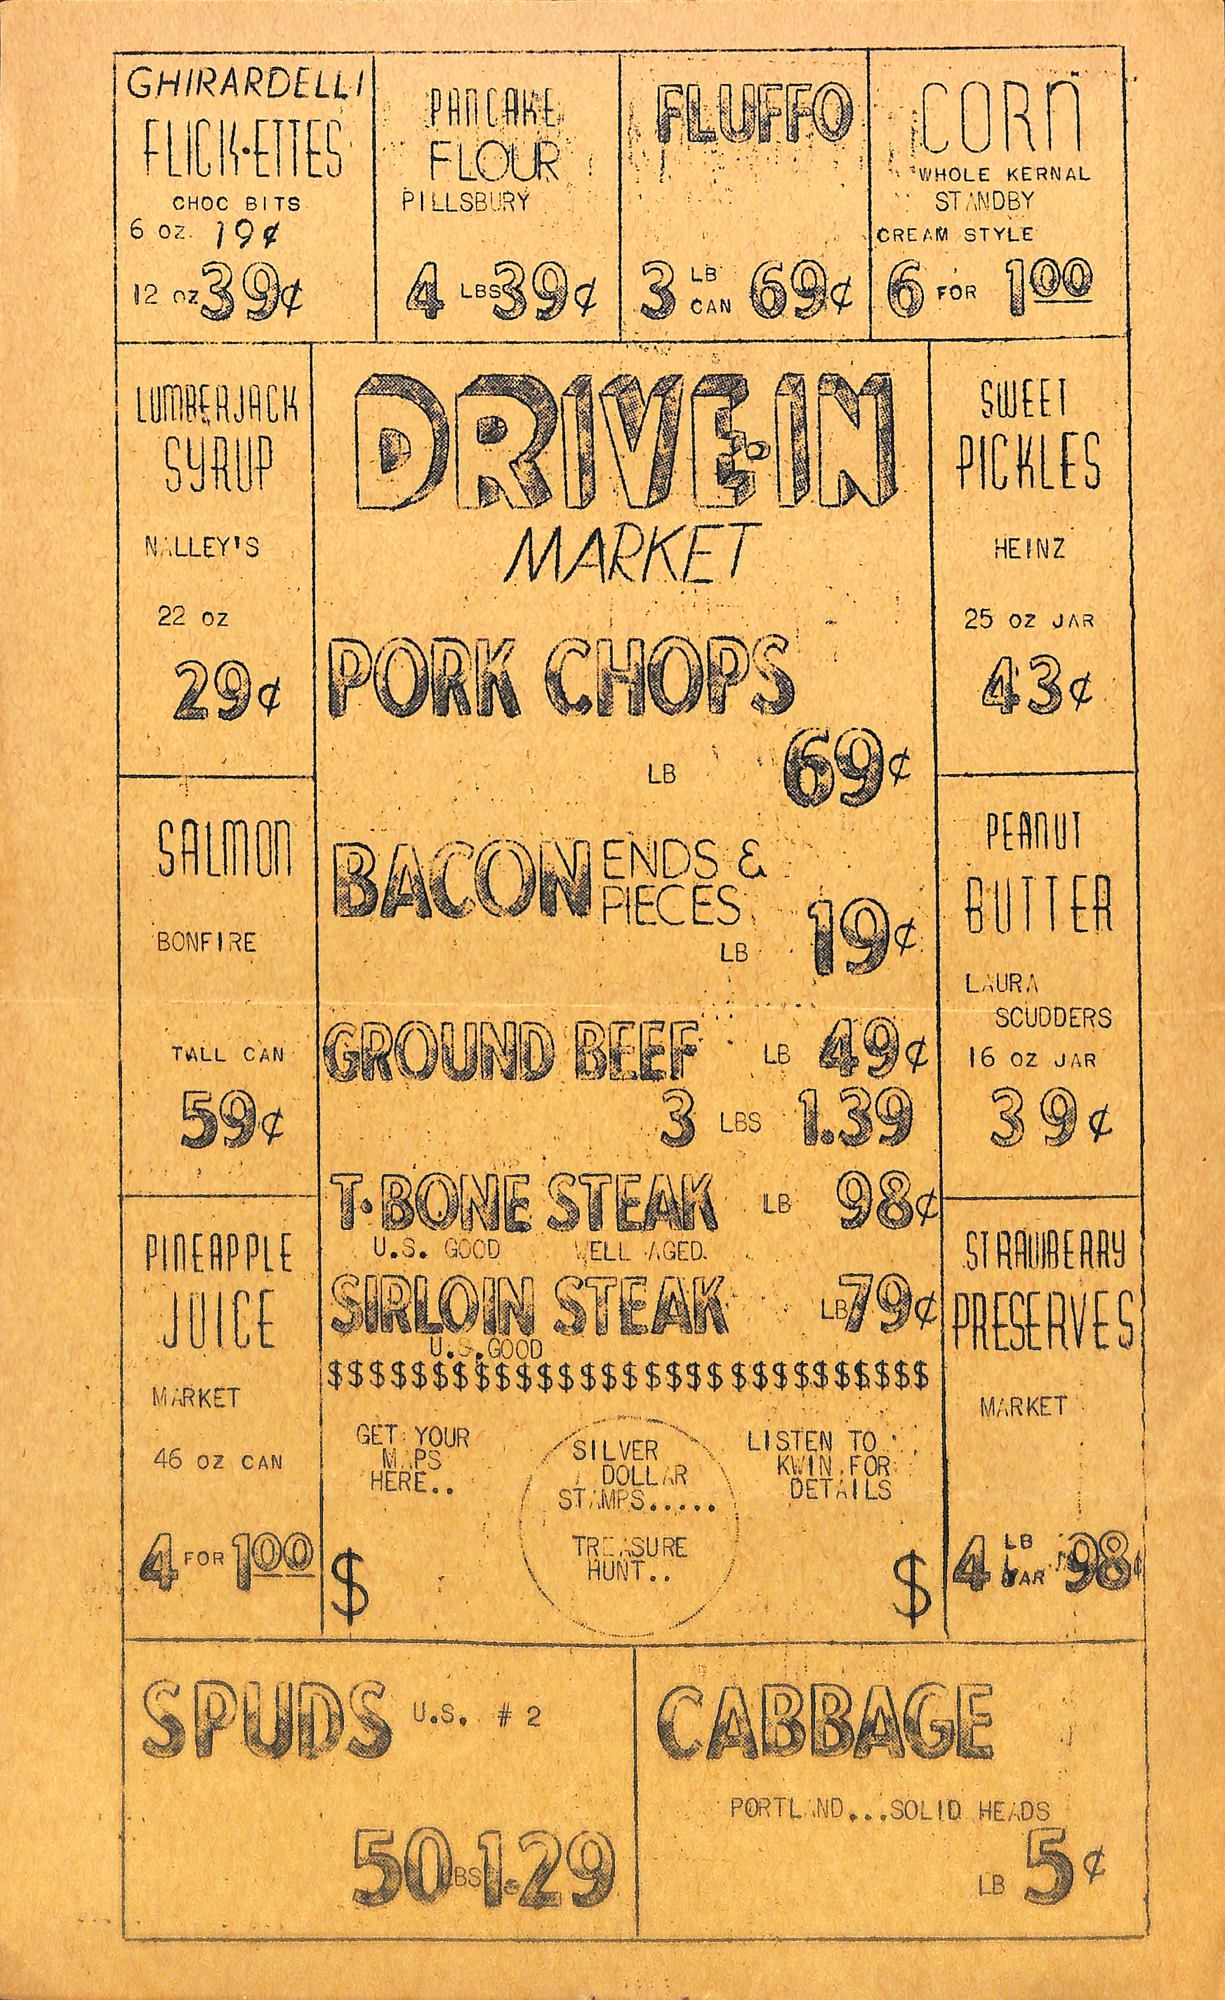 GHIRARDELLI
FLICK·ETTES
CHOC BITS
6 OZ. 19¢
12 OZ 39¢
PANCAKE
FLOUR
PILLSBURY
4 LBS 39¢
FLUFFO
3 LB CAN 69¢
CORN
WHOLE KERNAL
STANDBY
CREAM STYLE
6 FOR 1.00
LUMBERJACK
SYRUP
NALLEY'S
22 OZ
29¢
DRIVE-IN
MARKET
PORK CHOPS
LB 69¢
BACON ENDS &
PIECES
LB 19¢
GROUND BEEF LB 49¢
3 LBS 1.39
T·BONE STEAK LB 98¢
U.S. GOOD WELL AGED.
SIRLOIN STEAK LB 79¢
U.S. GOOD
$$$$$$$$$$$$$$$$$$$$$$$$$$$$
GET YOUR
MAPS
HERE..
SILVER
DOLLAR
STAMPS.....
TREASURE
HUNT..
LISTEN TO
KWIN FOR
DETAILS
$ $
SWEET
PICKLES
HEINZ
25 OZ JAR
43¢
SALMON
BONFIRE
TALL CAN
59¢
PEANUT
BUTTER
LAURA
SCUDDERS
16 OZ JAR
39¢
PINEAPPLE
JUICE
MARKET
46 OZ CAN
4 FOR 1.00
STRAWBERRY
PRESERVES
MARKET
4 LB JAR 98¢
SPUDS U.S. #2
50 LBS 1.29
CABBAGE
PORTLAND...SOLID HEADS
LB 5¢